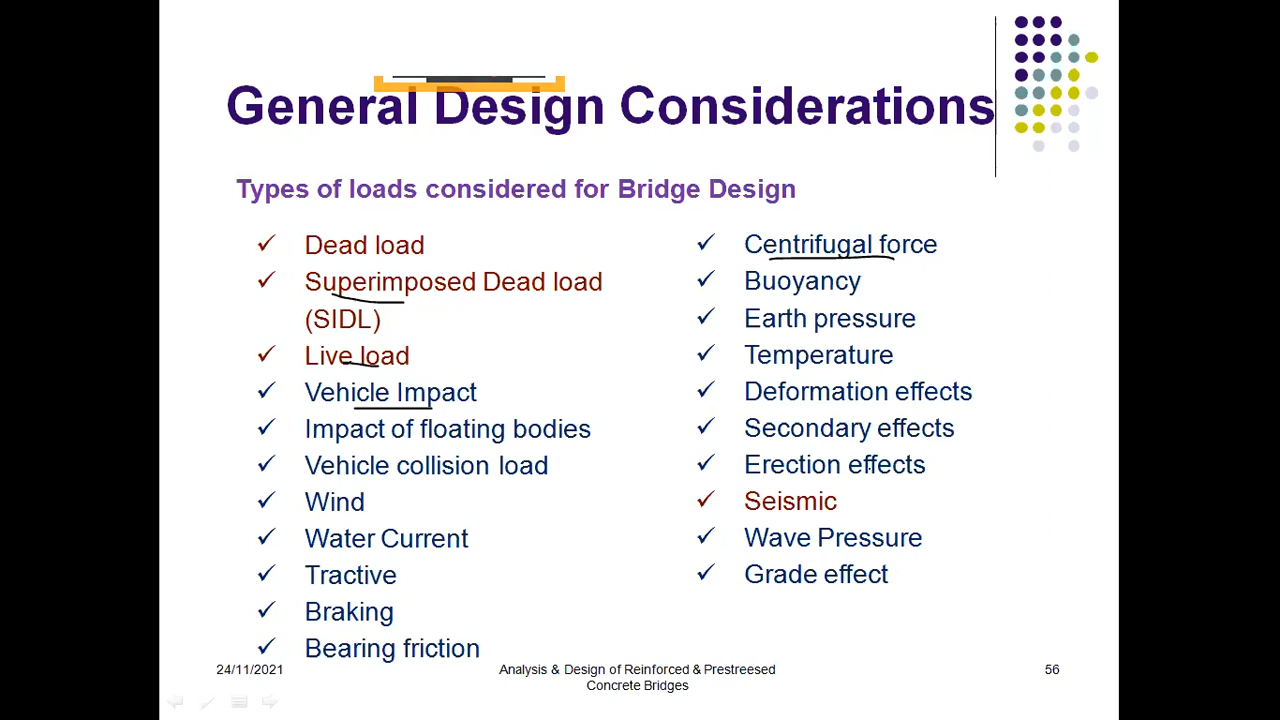 General Design Considerations
Types of loads considered for Bridge Design
Dead load
Superimposed Dead load
(SIDL)
Live load
Vehicle Impact
Impact of floating bodies
Vehicle collision load
Wind
Water Current
Tractive
Braking
Bearing friction
Centrifugal force
Buoyancy
Earth pressure
Temperature
Deformation effects
Secondary effects
Erection effects
Seismic
Wave Pressure
Grade effect
24/11/2021
Analysis & Design of Reinforced & Prestreesed
Concrete Bridges
56